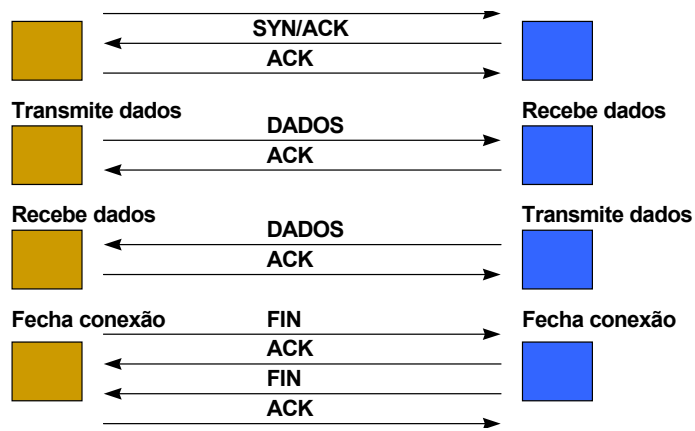 SYN/ACK
ACK
Transmite dados
DADOS
Recebe dados
ACK
Recebe dados
DADOS
Transmite dados
ACK
Fecha conexão
FIN
Fecha conexão
ACK
FIN
ACK